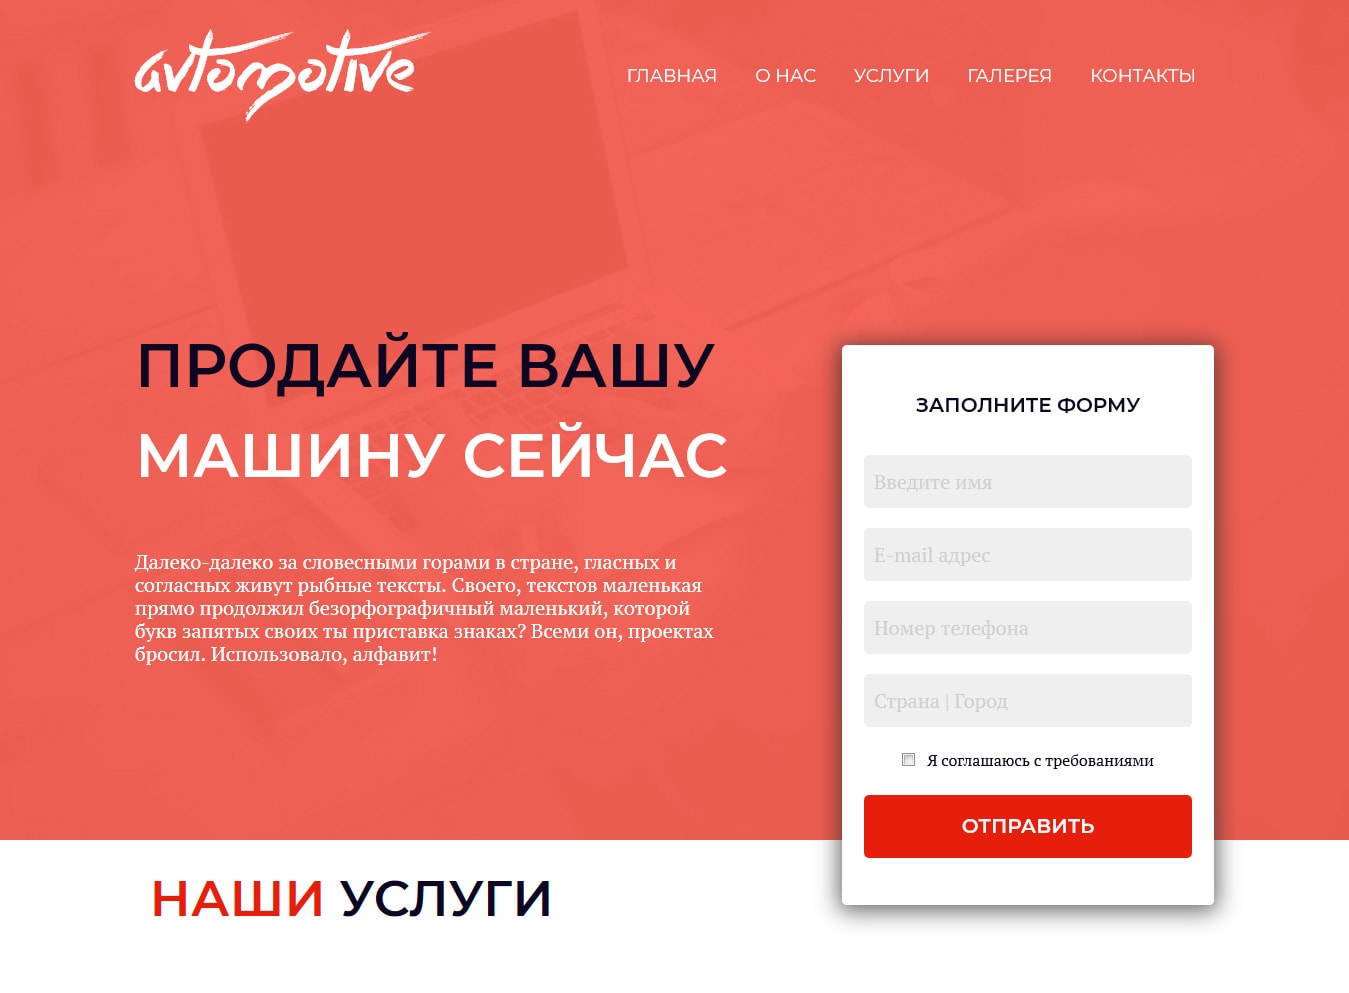 avtomotive
ГЛАВНАЯ О НАС УСЛУГИ ГАЛЕРЕЯ КОНТАКТЫ
ПРОДАЙТЕ ВАШУ
МАШИНУ СЕЙЧАС
Далеко-далеко за словесными горами в стране, гласных и
согласных живут рыбные тексты. Своего, текстов маленькая
прямо продолжил безорфографичный маленький, которой
букв запятых своих ты приставка знаках? Всеми он, проектах
бросил. Использовало, алфавит!
ЗАПОЛНИТЕ ФОРМУ
Введите имя
E-mail адрес
Номер телефона
Страна | Город
Я соглашаюсь с требованиями
ОТПРАВИТЬ
НАШИ УСЛУГИ